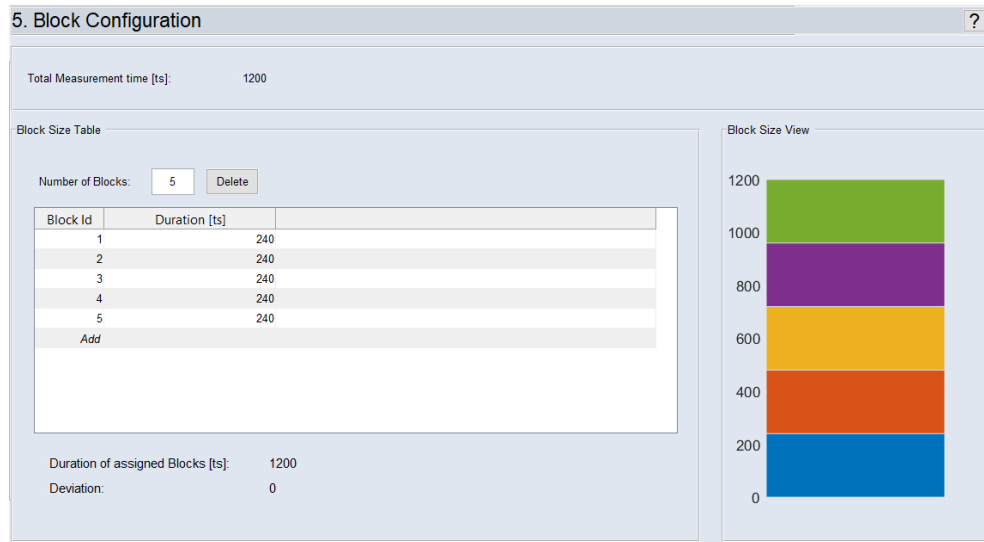 5. Block Configuration ?
Total Measurement time [ts]: 1200
Block Size Table
Number of Blocks: 5 Delete
Block Id Duration [ts]
1 240
2 240
3 240
4 240
5 240
Add
Duration of assigned Blocks [ts]: 1200
Deviation: 0
Block Size View
1200
1000
800
600
400
200
0